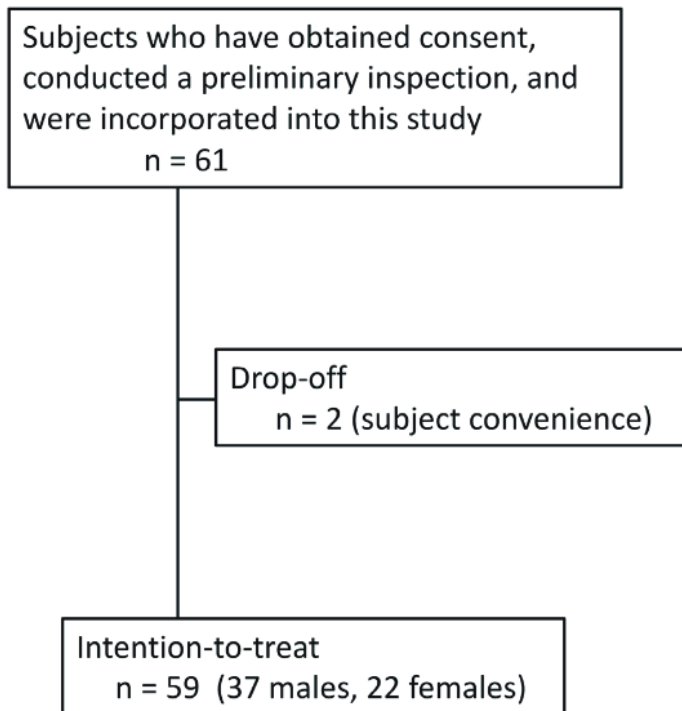 Subjects who have obtained consent,
conducted a preliminary inspection, and
were incorporated into this study
n = 61
Drop-off
n = 2 (subject convenience)
Intention-to-treat
n = 59 (37 males, 22 females)